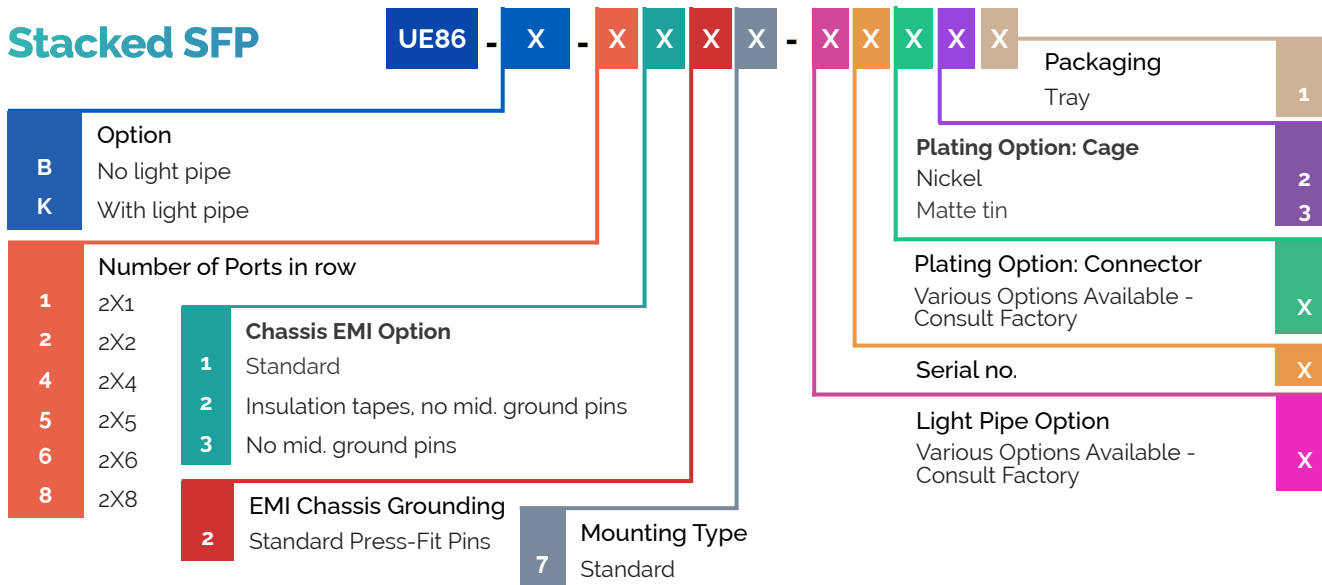 Stacked SFP
UE86 - X - X X X X - X X X X X
Packaging
Tray 1
Option
B No light pipe
K With light pipe
Plating Option: Cage
Nickel 2
Matte tin 3
Number of Ports in row
1 2X1
2 2X2
4 2X4
5 2X5
6 2X6
8 2X8
Chassis EMI Option
1 Standard
2 Insulation tapes, no mid. ground pins
3 No mid. ground pins
Plating Option: Connector
Various Options Available -
Consult Factory X
Serial no. X
Light Pipe Option
Various Options Available -
Consult Factory X
EMI Chassis Grounding
2 Standard Press-Fit Pins
Mounting Type
7 Standard